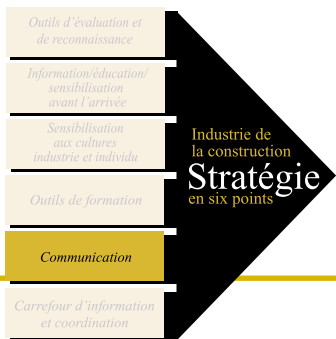 Outils d'évaluation et
de reconnaissance
Information/éducation/
sensibilisation
avant l'arrivée
Sensibilisation
aux cultures
industrie et individu
Outils de formation
Communication
Carrefour d'information
et coordination
Industrie de
la construction
Stratégie
en six points